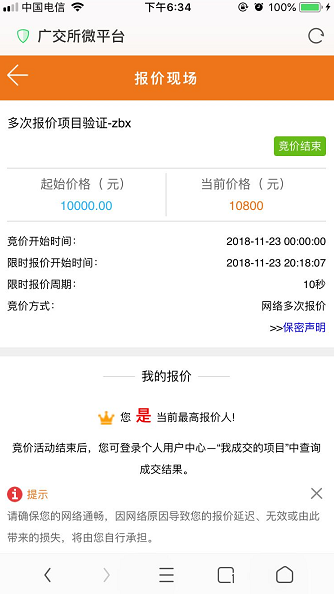 中国电信 下午6:34 100%
广交所微平台
报价现场
多次报价项目验证-zbx
竞价结束
起始价格（ 元） 当前价格（ 元）
10000.00 10800
竞价开始时间： 2018-11-23 00:00:00
限时报价开始时间： 2018-11-23 20:18:07
限时报价周期： 10秒
竞价方式： 网络多次报价
>>保密声明
我的报价
您 是 当前最高报价人!
竞价活动结束后，您可登录个人用户中心—“我成交的项目”中查询
成交结果。
提示
请确保您的网络通畅，因网络原因导致您的报价延迟、无效或由此
带来的损失，将由您自行承担。